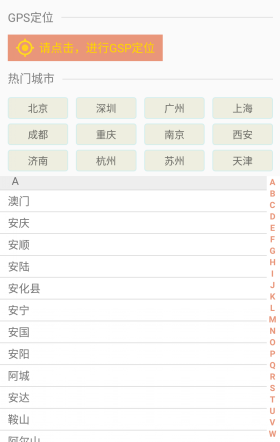 GPS定位
请点击，进行GSP定位
热门城市
北京 深圳 广州 上海
成都 重庆 南京 西安
济南 杭州 苏州 天津
A
澳门
安庆
安顺
安陆
安化县
安宁
安国
安阳
阿城
安达
鞍山
阿尔山
A
B
C
D
E
F
G
H
I
J
K
L
M
N
O
P
Q
R
S
T
U
V
W